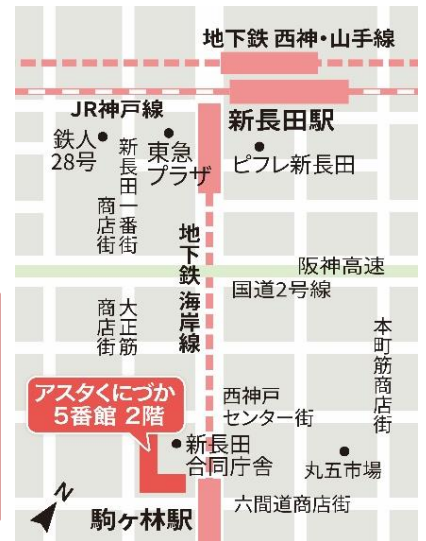 地下鉄 西神・山手線
JR神戸線
新長田駅
鉄人
28号
新長田一番街
商店街
東急
プラザ
ピフレ新長田
地下鉄 海岸線
阪神高速
国道2号線
大正筋
商店街
本町筋商店街
アスタくにづか
5番館 2階
西神戸
センター街
新長田
合同庁舎
丸五市場
六間道商店街
駒ヶ林駅
N